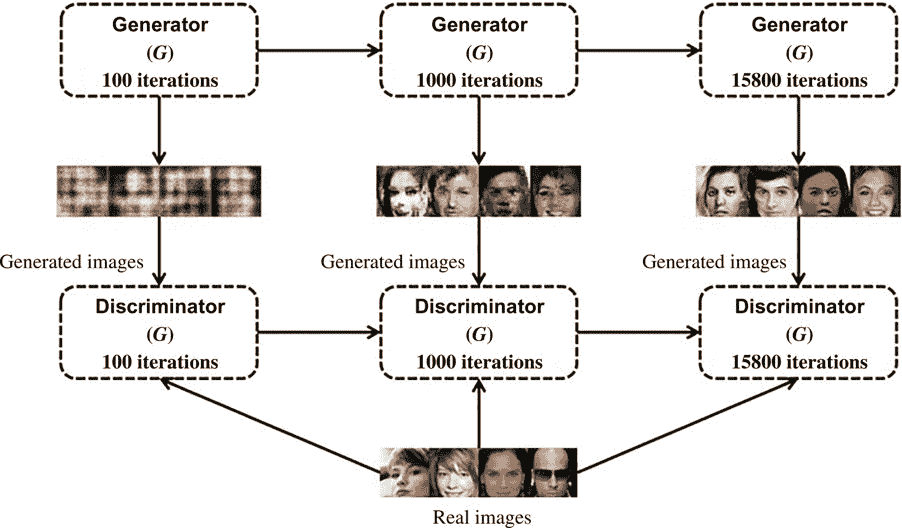 Generator
(G)
100 iterations
Generator
(G)
1000 iterations
Generator
(G)
15800 iterations
Generated images
Generated images
Generated images
Discriminator
(G)
100 iterations
Discriminator
(G)
1000 iterations
Discriminator
(G)
15800 iterations
Real images